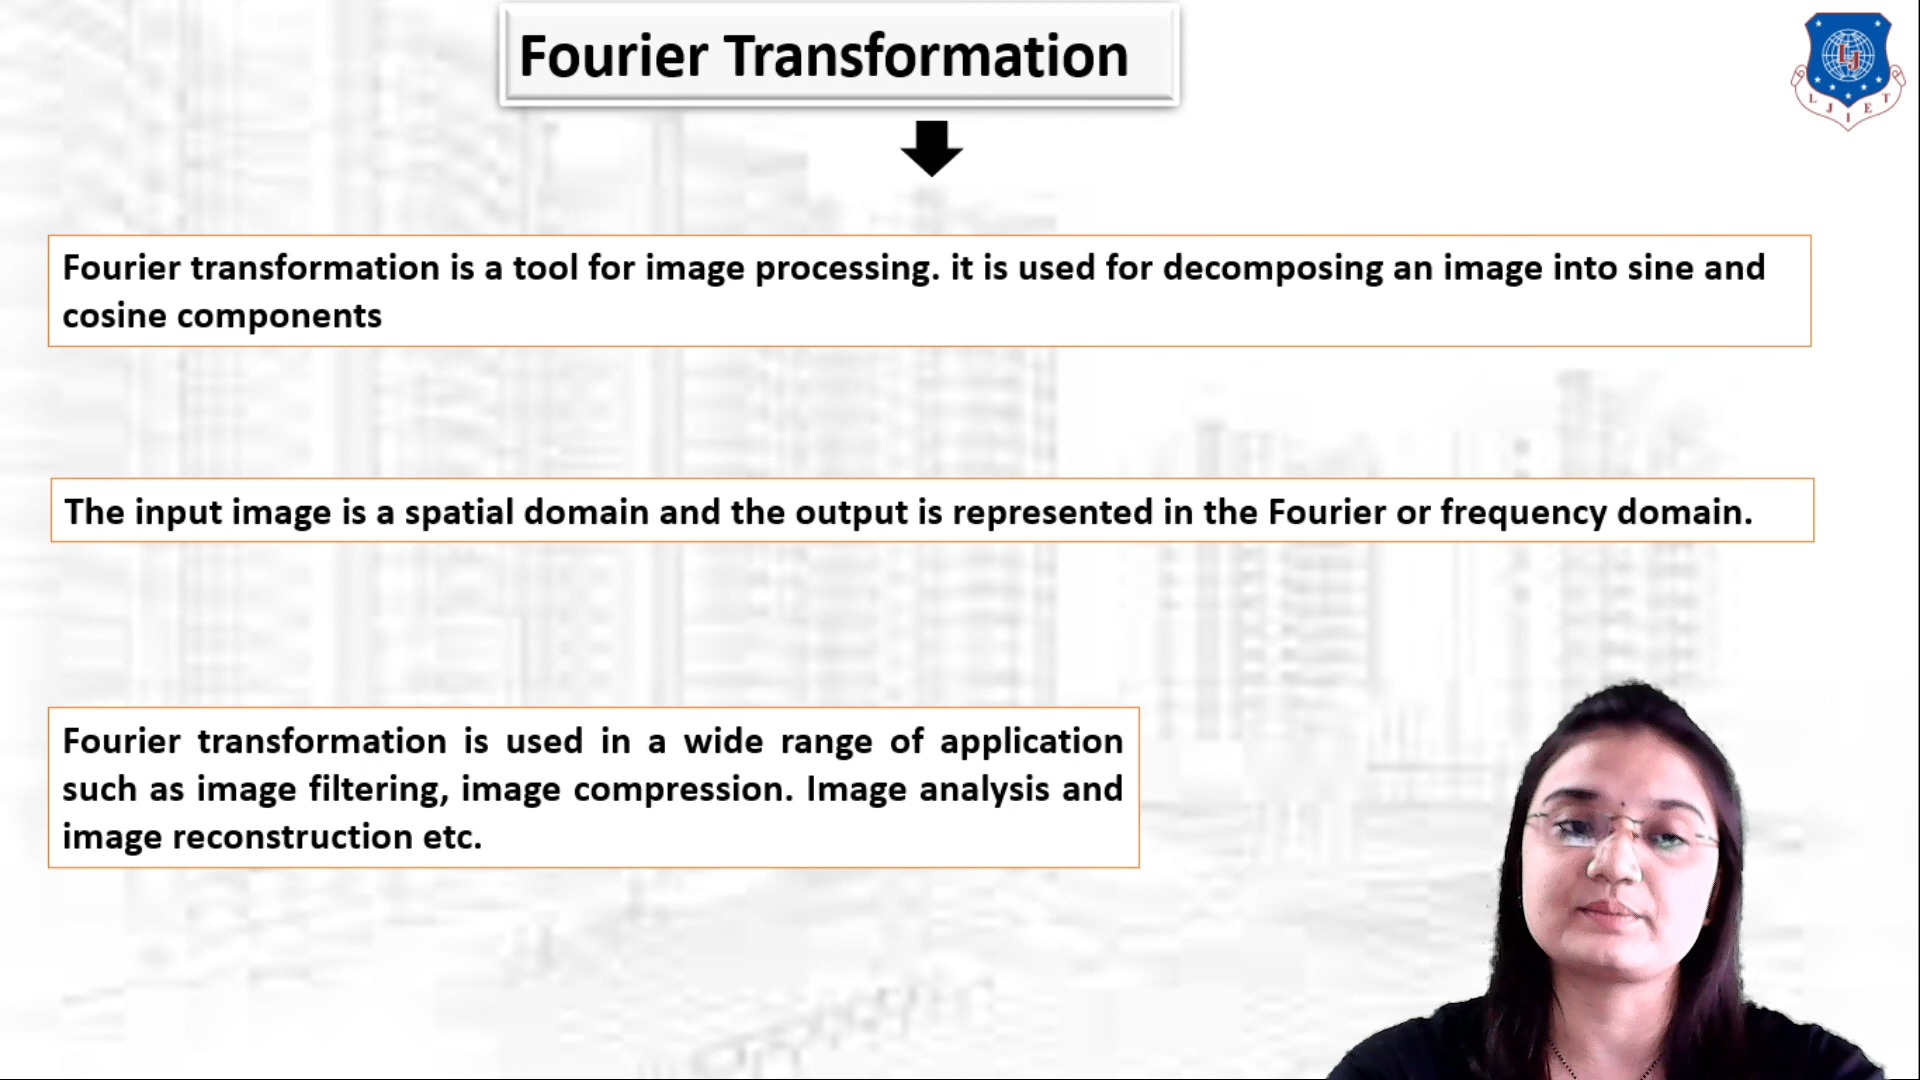 Fourier Transformation
LJ
L J I E T
Fourier transformation is a tool for image processing. it is used for decomposing an image into sine and
cosine components
The input image is a spatial domain and the output is represented in the Fourier or frequency domain.
Fourier transformation is used in a wide range of application
such as image filtering, image compression. Image analysis and
image reconstruction etc.